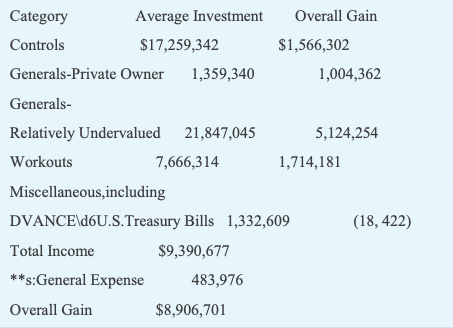 Category Average Investment Overall Gain
Controls $17,259,342 $1,566,302
Generals-Private Owner 1,359,340 1,004,362
Generals-
Relatively Undervalued 21,847,045 5,124,254
Workouts 7,666,314 1,714,181
Miscellaneous,including
DVANCE\d6U.S.Treasury Bills 1,332,609 (18, 422)
Total Income $9,390,677
**s:General Expense 483,976
Overall Gain $8,906,701